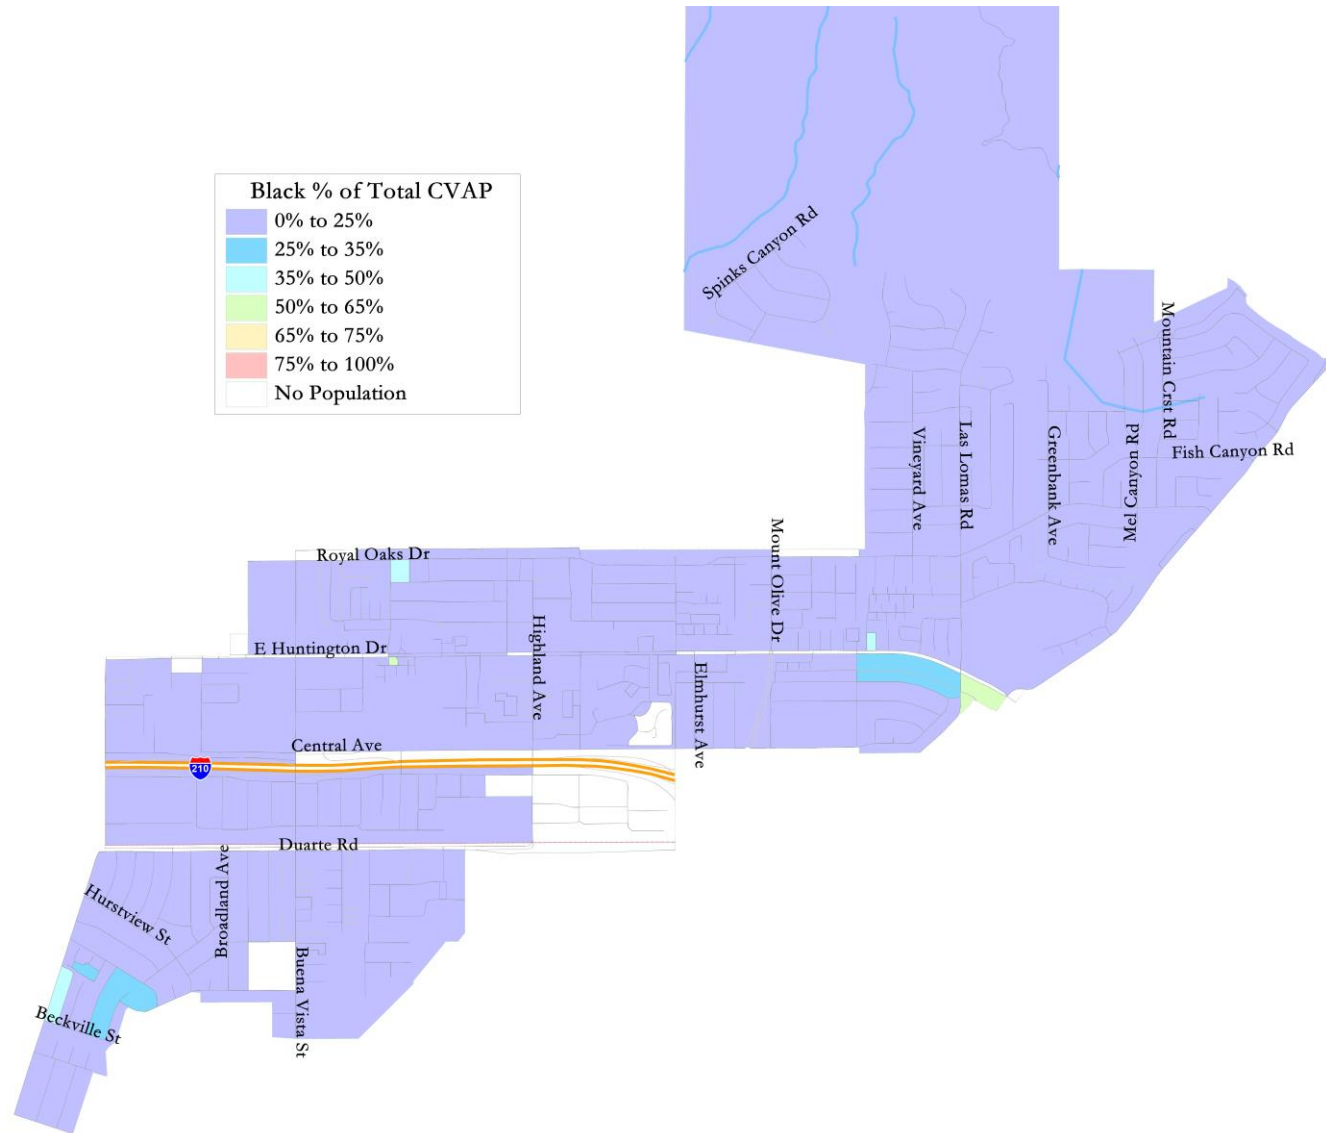 Black % of Total CVAP
0% to 25%
25% to 35%
35% to 50%
50% to 65%
65% to 75%
75% to 100%
No Population
Spinks Canyon Rd
Mountain Crst Rd
Vineyard Ave
Las Lomas Rd
Greenbank Ave
Mel Canyon Rd
Fish Canyon Rd
Royal Oaks Dr
Mount Olive Dr
E Huntington Dr
Highland Ave
Elmhurst Ave
Central Ave
210
Duarte Rd
Broadland Ave
Hurstview St
Buena Vista St
Beckville St